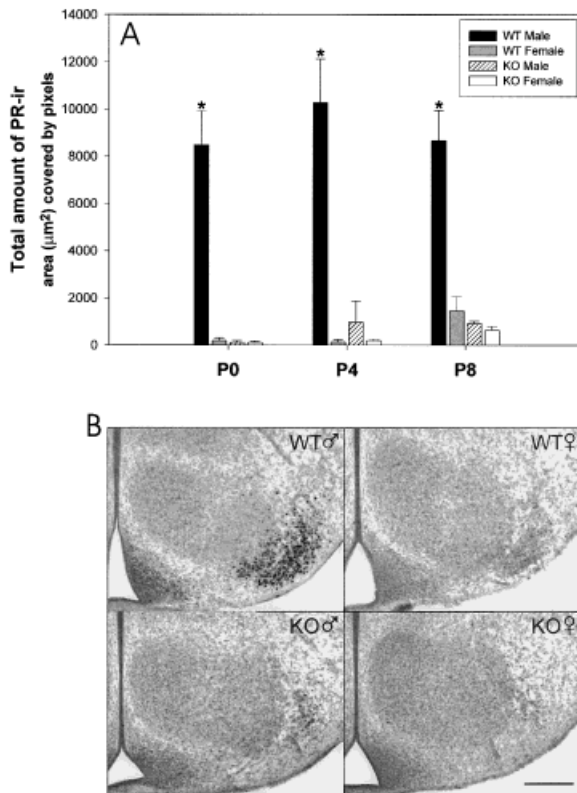 A
Total amount of PR-ir
area (μm²) covered by pixels
14000
12000
10000
8000
6000
4000
2000
0
*
*
*
WT Male
WT Female
KO Male
KO Female
P0
P4
P8
B
WT♂
WT♀
KO♂
KO♀